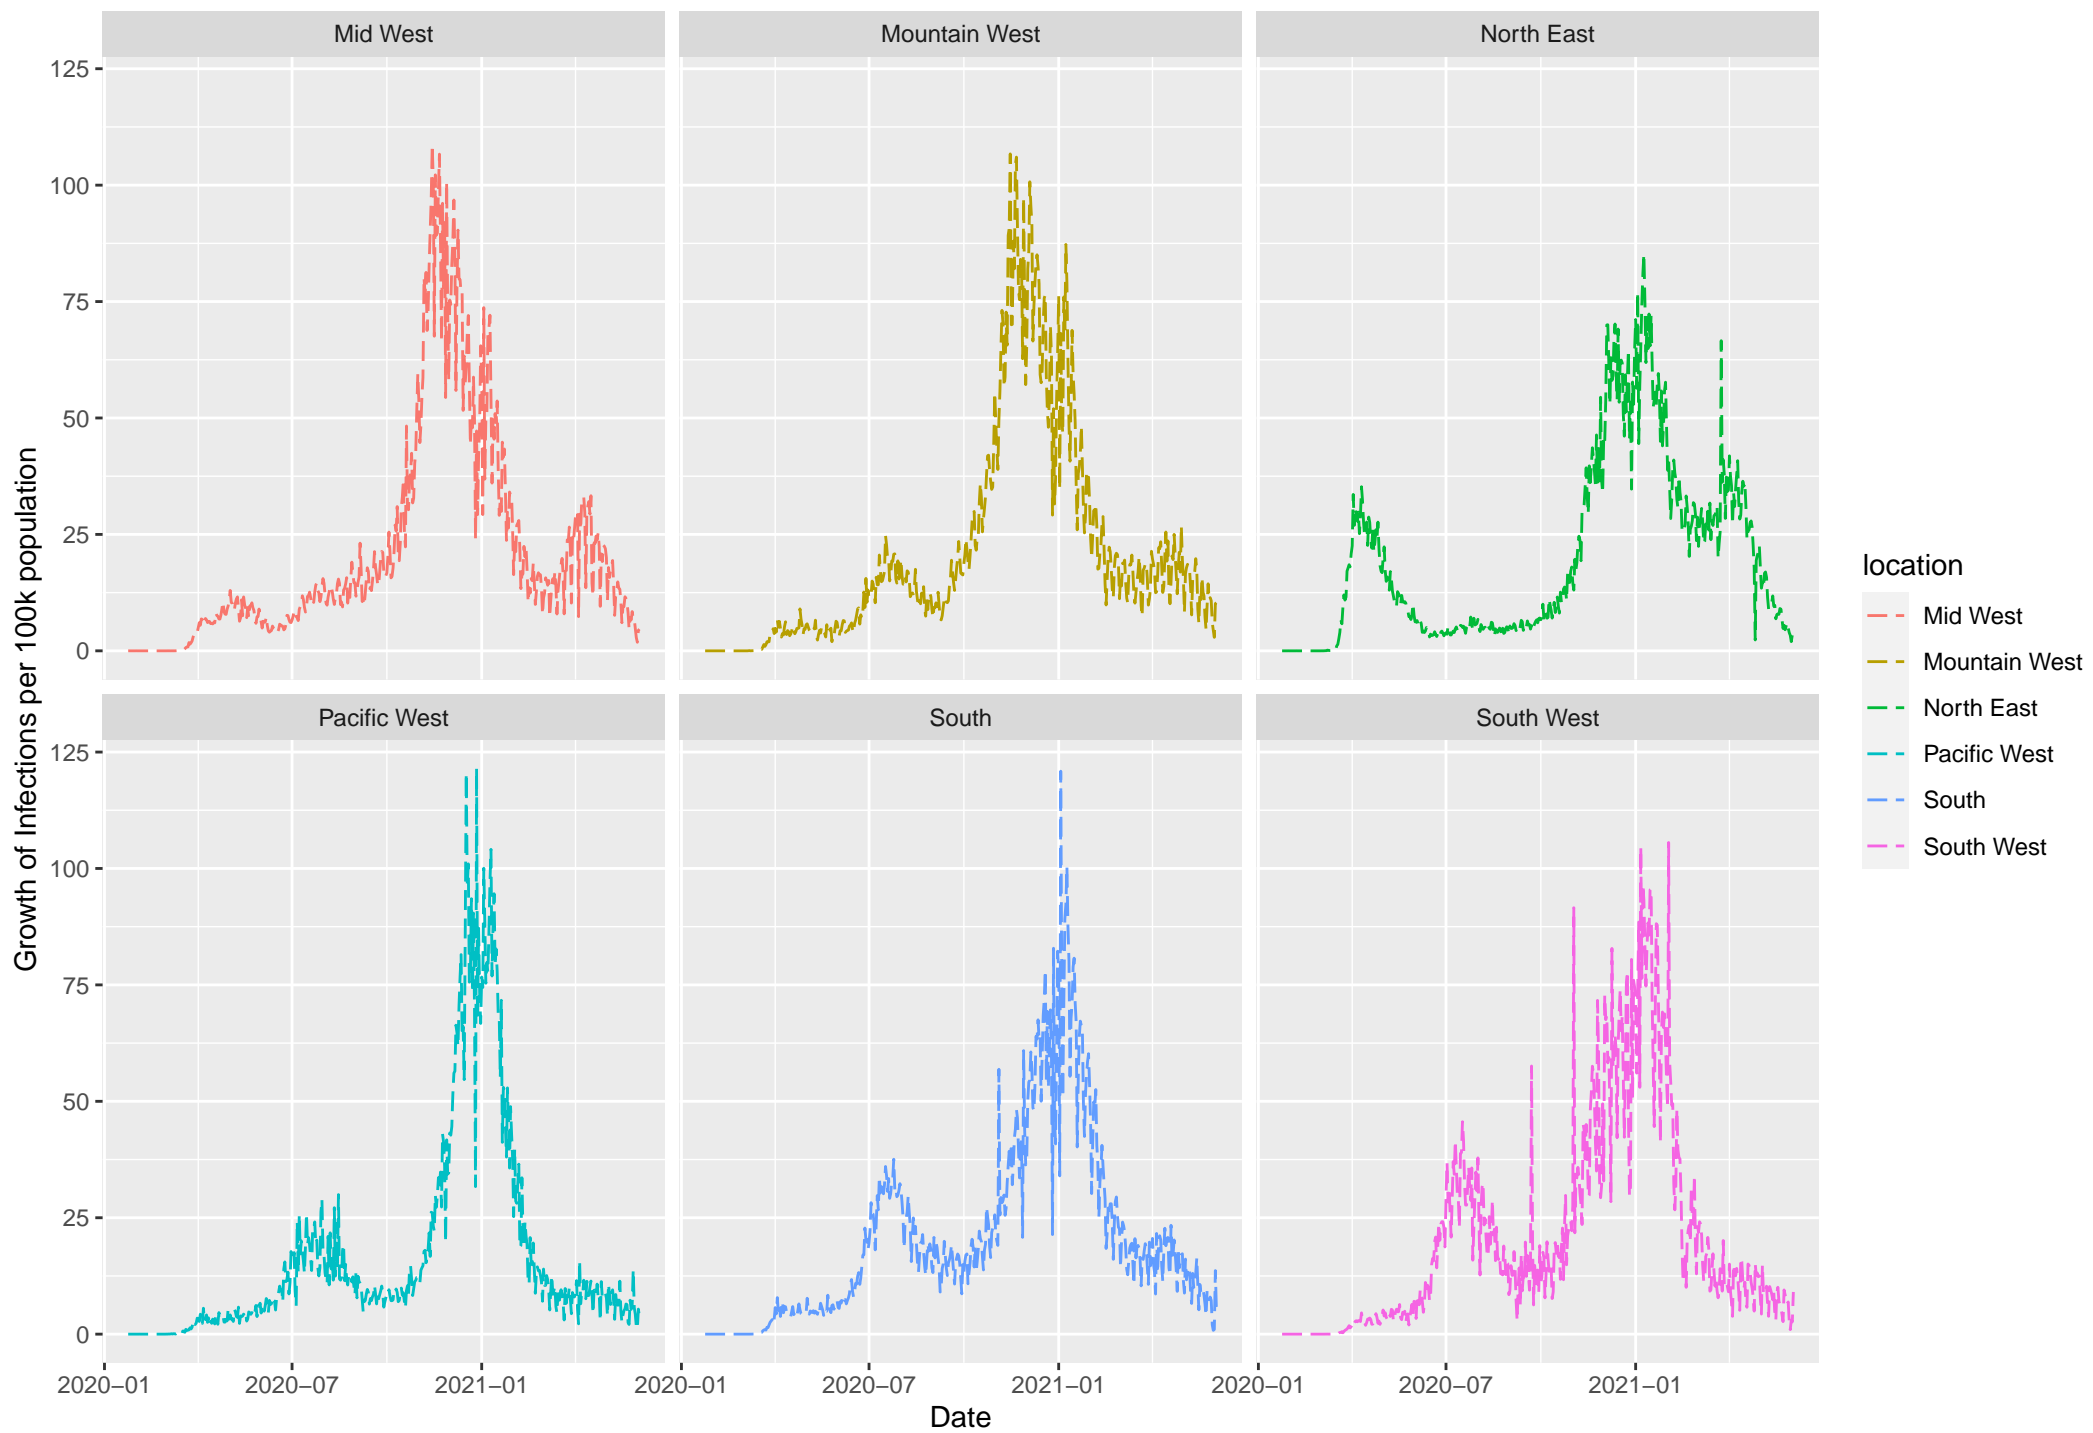 Mid West
Mountain West
North East
125
100
75
50
25
0
Growth of Infections per 100k population
Pacific West
South
South West
125
100
75
50
25
0
2020−01
2020−07
2021−01
2020−01
2020−07
2021−01
2020−01
2020−07
2021−01
Date
location
Mid West
Mountain West
North East
Pacific West
South
South West